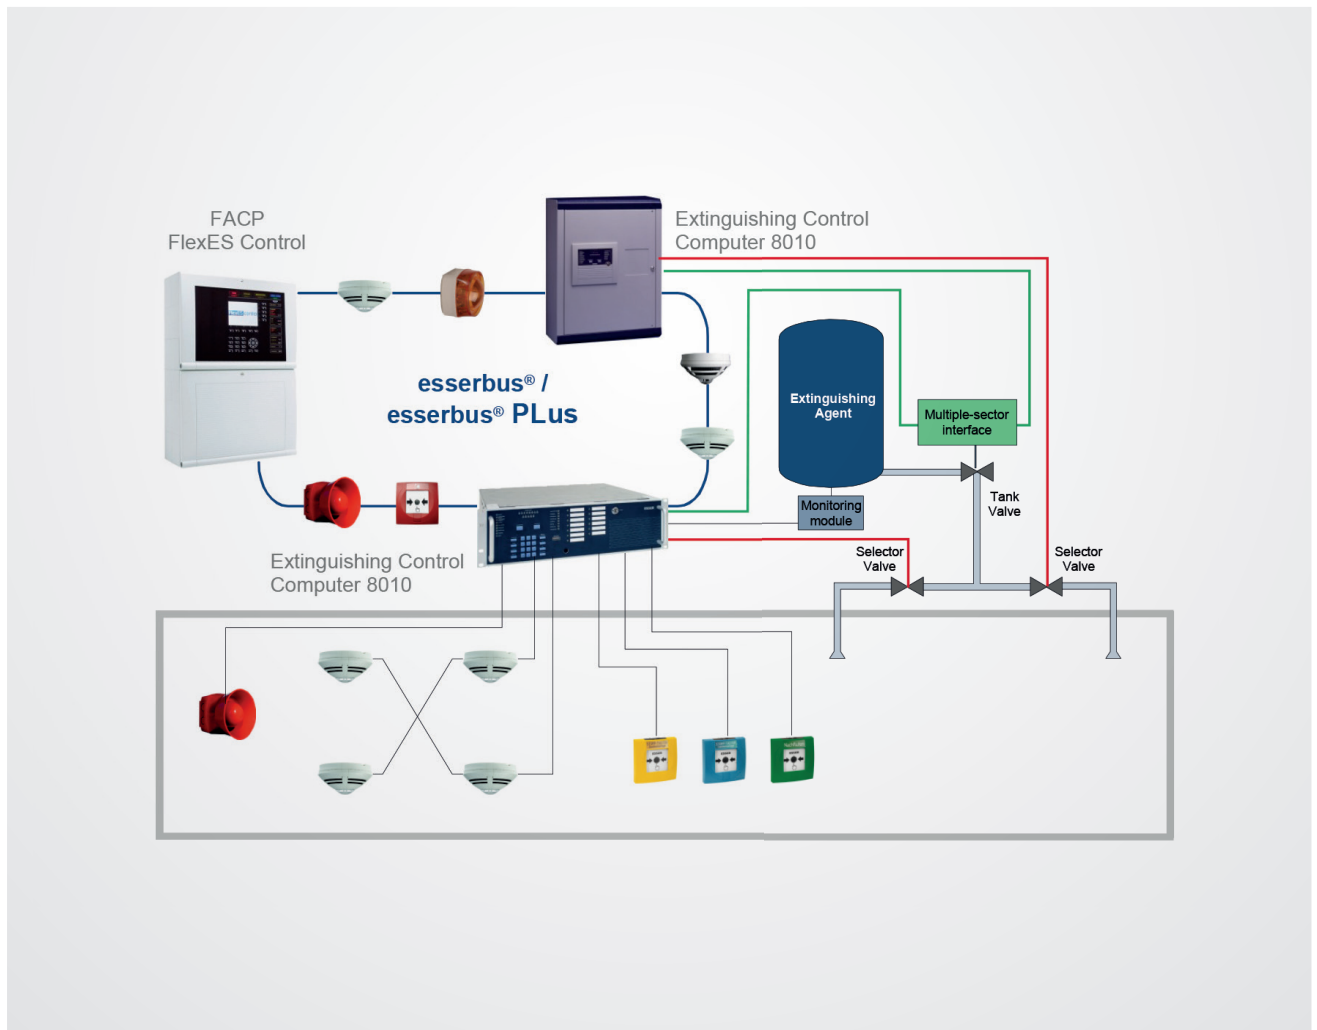 FACP
FlexES Control
Extinguishing Control
Computer 8010
esserbus® /
esserbus® PLus
Extinguishing
Agent
Multiple-sector
interface
Monitoring
module
Tank
Valve
Extinguishing Control
Computer 8010
Selector
Valve
Selector
Valve